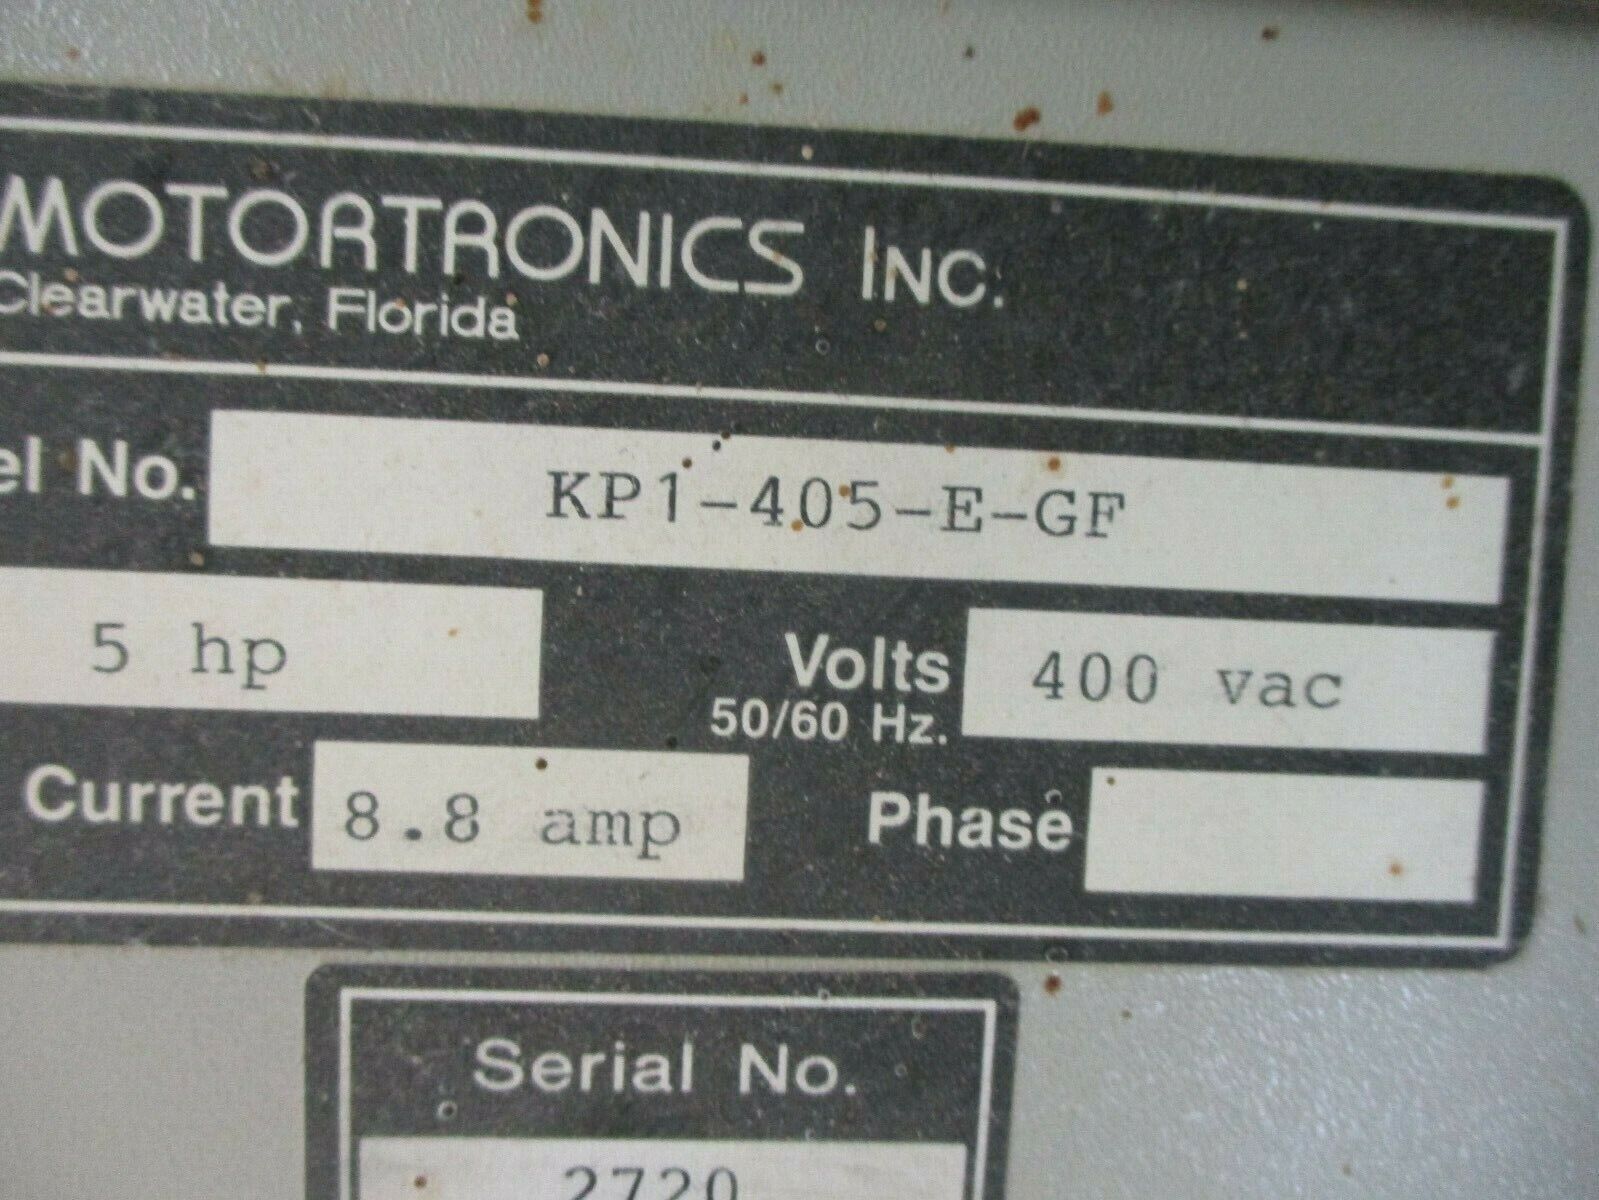 MOTORTRONICS INC.
Clearwater, Florida
el No. KP1-405-E-GF
5 hp Volts 400 vac
50/60 Hz.
Current 8.8 amp Phase
Serial No.
2720